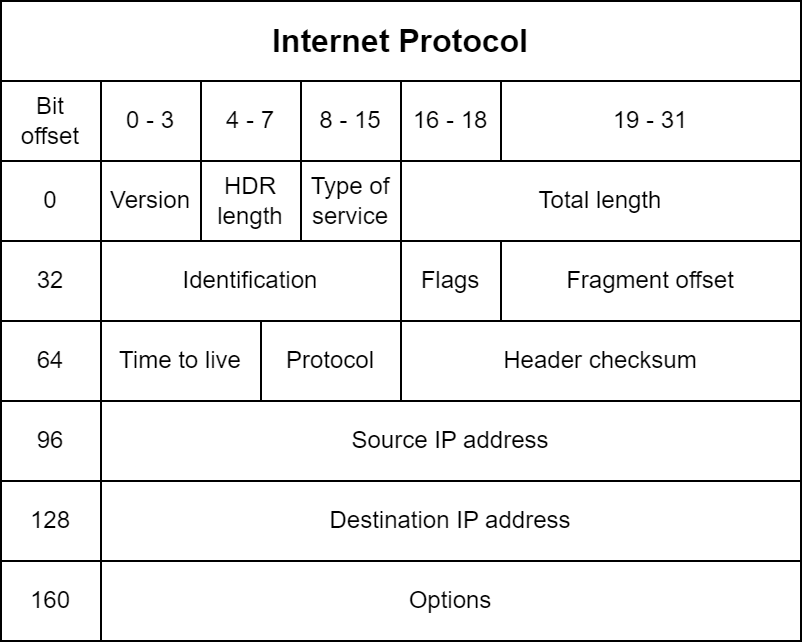 Internet Protocol
Bit
offset
0 - 3
4 - 7
8 - 15
16 - 18
19 - 31
0
Version
HDR
length
Type of
service
Total length
32
Identification
Flags
Fragment offset
64
Time to live
Protocol
Header checksum
96
Source IP address
128
Destination IP address
160
Options